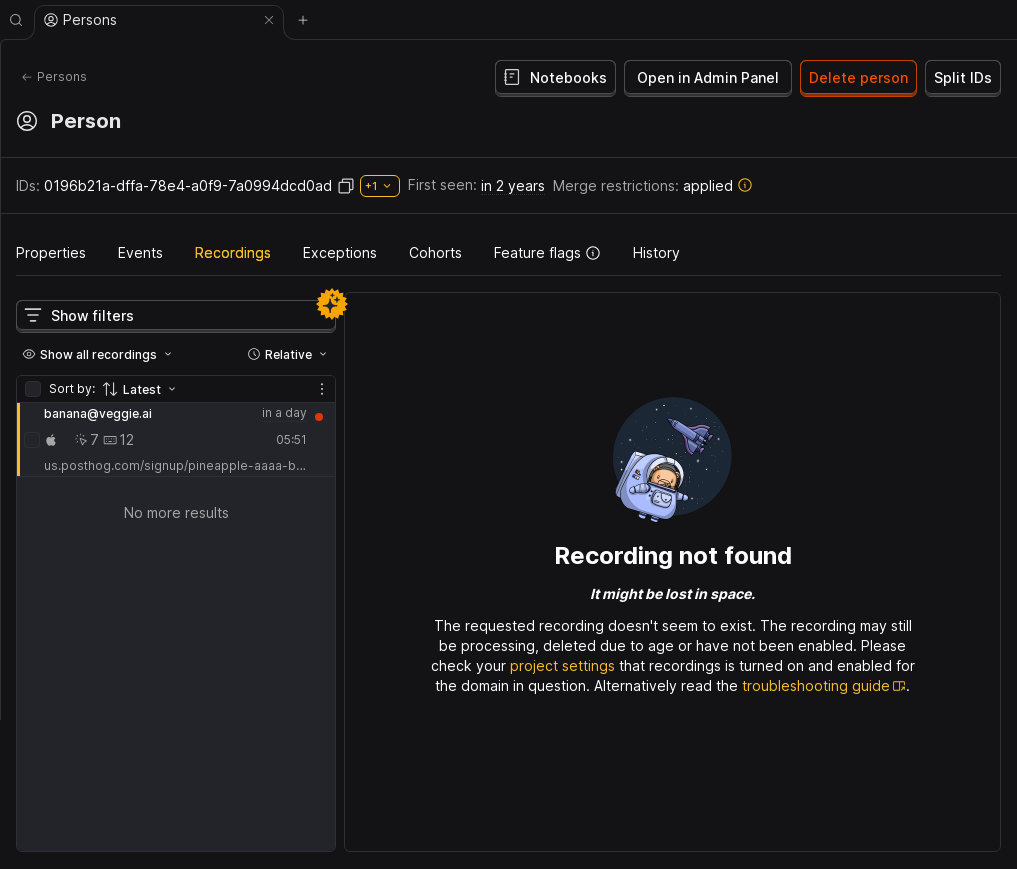 Persons
Persons
Notebooks
Open in Admin Panel
Delete person
Split IDs
Person
IDs: 0196b21a-dffa-78e4-a0f9-7a0994dcd0ad +1 First seen: in 2 years Merge restrictions: applied
Properties Events Recordings Exceptions Cohorts Feature flags History
Show filters
Show all recordings Relative
Sort by: Latest
banana@veggie.ai in a day
7 12 05:51
us.posthog.com/signup/pineapple-aaaa-b...
No more results
Recording not found
It might be lost in space.
The requested recording doesn't seem to exist. The recording may still
be processing, deleted due to age or have not been enabled. Please
check your project settings that recordings is turned on and enabled for
the domain in question. Alternatively read the troubleshooting guide.